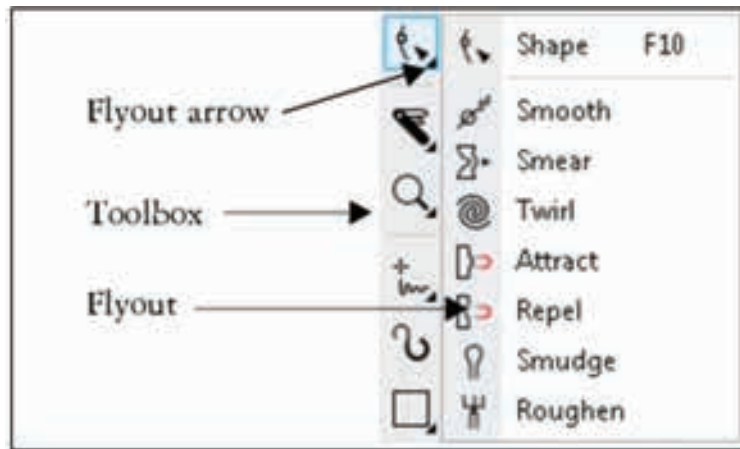 Shape F10
Flyout arrow
Smooth
Smear
Toolbox
Twirl
Attract
Flyout
Repel
Smudge
Roughen